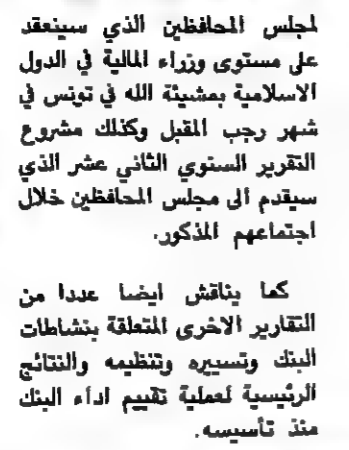 لمجلس المحافظين الذي سينعقد
على مستوى وزراء المالية في الدول
الاسلامية بمشيئة الله في تونس في
شهر رجب المقبل وكذلك مشروع
التقرير السنوي الثاني عشر الذي
سيقدم الى مجلس المحافظين خلال
اجتماعهم المذكور.
كما يناقش ايضا عددا من
التقارير الاخرى المتعلقة بنشاطات
البنك وتسييره وتنظيمه والنتائج
الرئيسية لعملية تقييم اداء البنك
منذ تأسيسه.